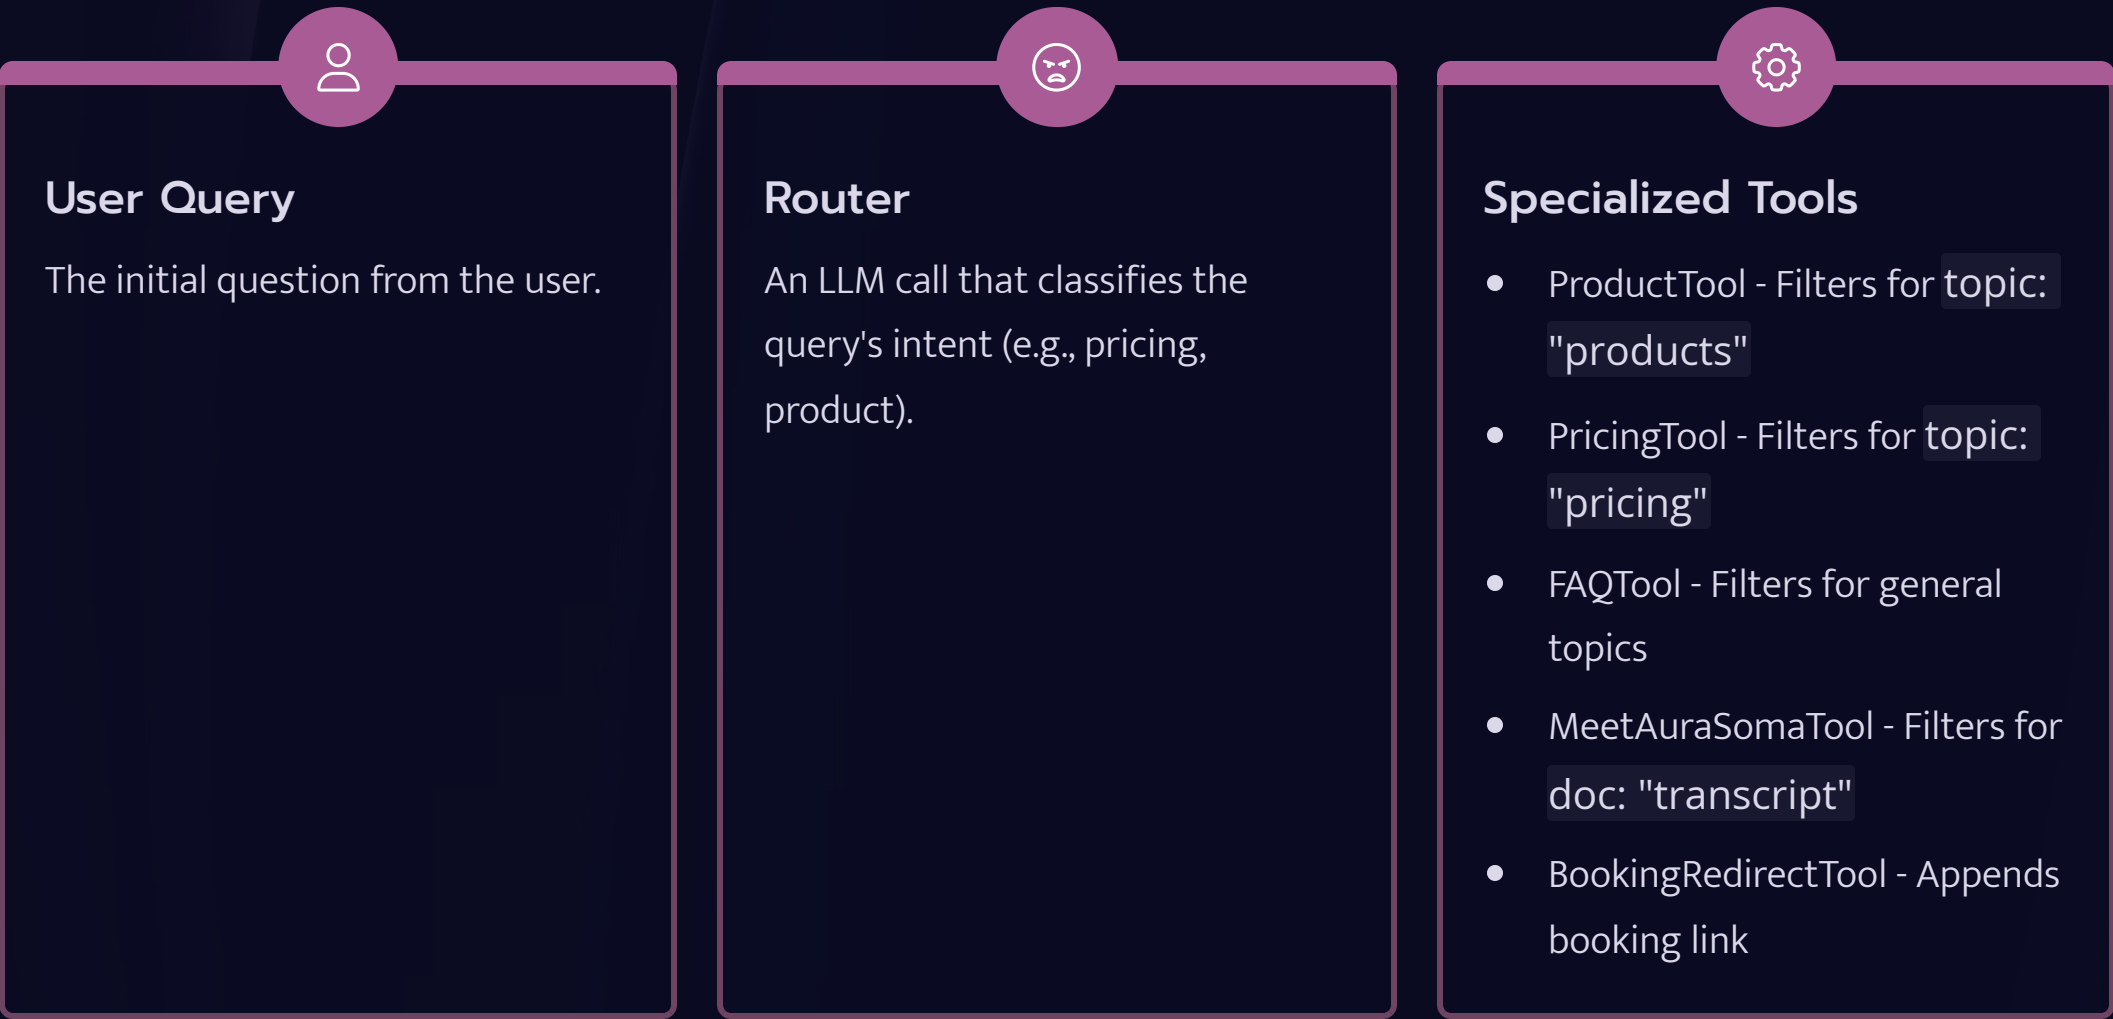 User Query
The initial question from the user.
Router
An LLM call that classifies the
query's intent (e.g., pricing,
product).
Specialized Tools
ProductTool - Filters for topic:
"products"
PricingTool - Filters for topic:
"pricing"
FAQTool - Filters for general
topics
MeetAuraSomaTool - Filters for
doc: "transcript"
BookingRedirectTool - Appends
booking link